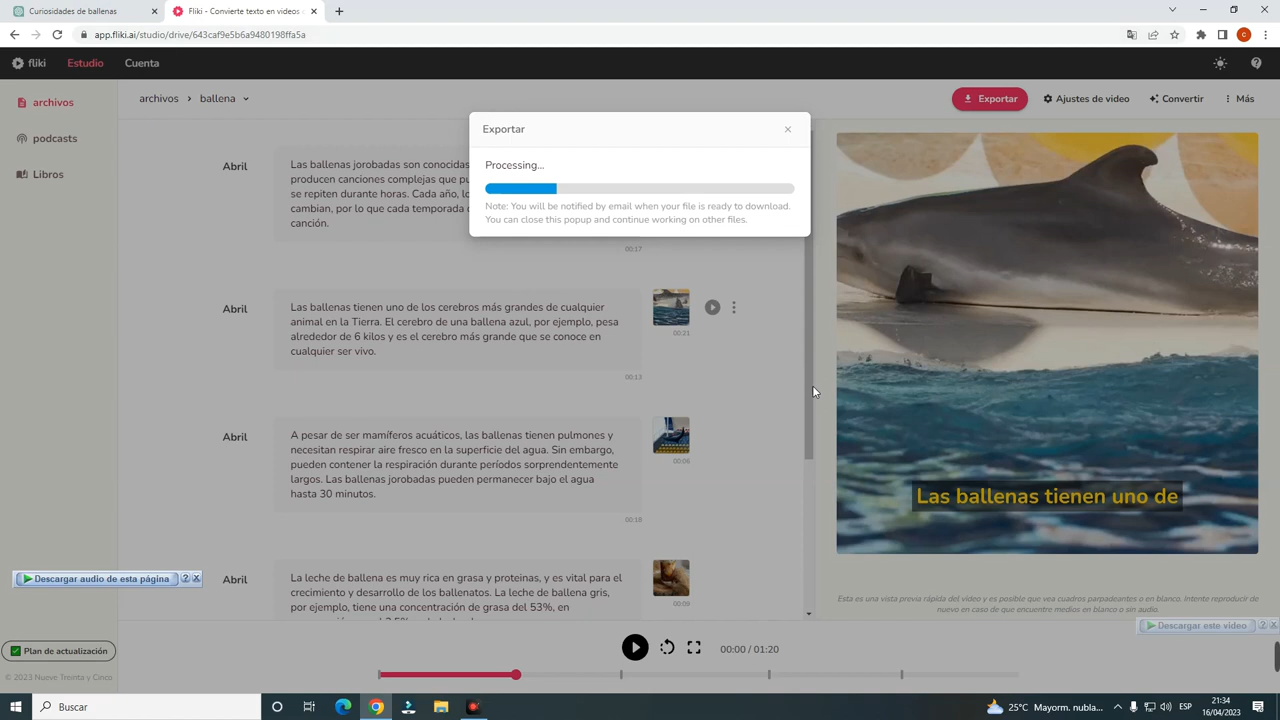 Curiosidades de ballenas
Fliki - Convierte texto en videos
app.fliki.ai/studio/drive/643caf9e5b6a9480198ffa5a
fliki
Estudio
Cuenta
archivos
podcasts
Libros
archivos > ballena
Exportar
Ajustes de video
Convertir
Más
Exportar
Processing...
Note: You will be notified by email when your file is ready to download.
You can close this popup and continue working on other files.
Abril
Las ballenas jorobadas son conocidas
producen canciones complejas que pu
se repiten durante horas. Cada año, lo
cambian, por lo que cada temporada
canción.
00:17
Abril
Las ballenas tienen uno de los cerebros más grandes de cualquier
animal en la Tierra. El cerebro de una ballena azul, por ejemplo, pesa
alrededor de 6 kilos y es el cerebro más grande que se conoce en
cualquier ser vivo.
00:21
00:13
Abril
A pesar de ser mamíferos acuáticos, las ballenas tienen pulmones y
necesitan respirar aire fresco en la superficie del agua. Sin embargo,
pueden contener la respiración durante períodos sorprendentemente
largos. Las ballenas jorobadas pueden permanecer bajo el agua
hasta 30 minutos.
00:06
00:18
Abril
La leche de ballena es muy rica en grasa y proteinas, y es vital para el
crecimiento y desarrollo de los ballenatos. La leche de ballena gris,
por ejemplo, tiene una concentración de grasa del 53%, en
00:09
Las ballenas tienen uno de
Esta es una vista previa rápida del video y es posible que vea cuadros parpadeantes o en blanco. intente reproducir de
nuevo en caso de que encuentre medios en blanco o sin audio.
Descargar audio de esta página
Descargar este video
Plan de actualización
© 2023 Nueve Treinta y Cinco
00:00 / 01:20
Buscar
25°C Mayorm. nubla...
ESP
21:34
16/04/2023